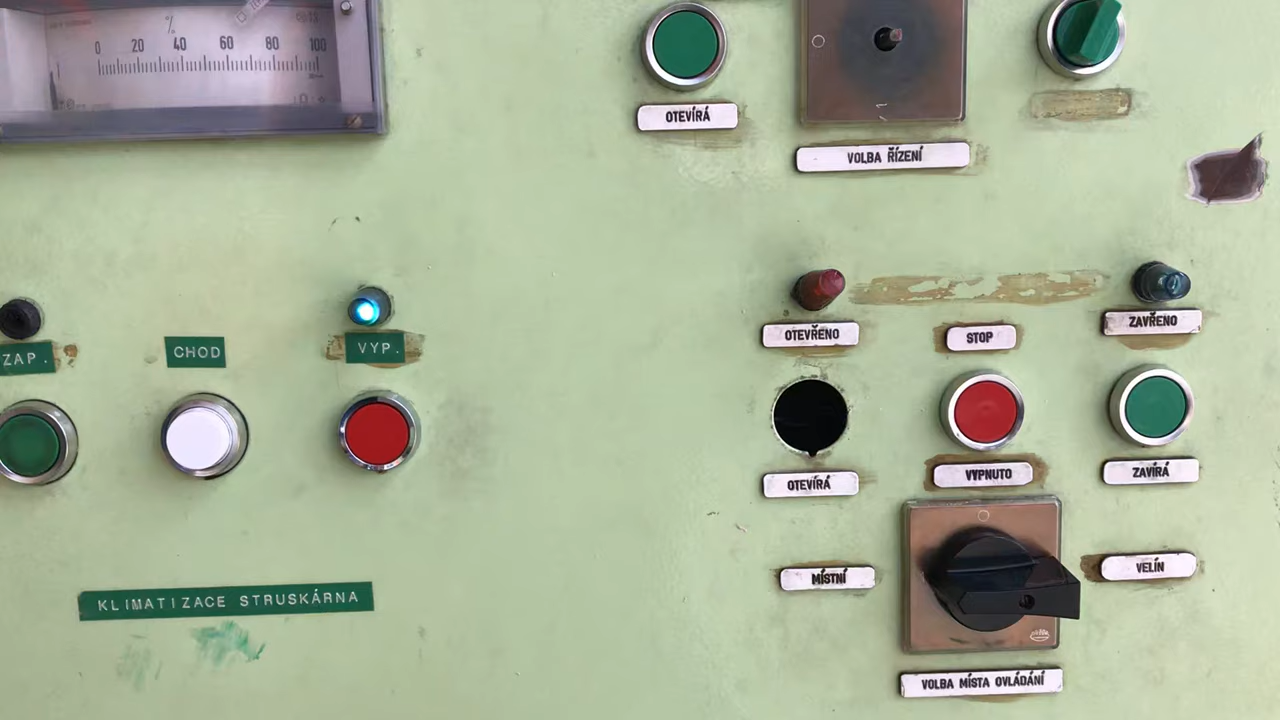 %
0 20 40 60 80 100
OTEVÍRÁ
VOLBA ŘÍZENÍ
1
ZAP.
CHOD
VYP.
OTEVŘENO
STOP
ZAVŘENO
OTEVÍRÁ
VYPNUTO
ZAVÍRÁ
MÍSTNÍ
VELÍN
KLIMATIZACE STRUSKÁRNA
VOLBA MÍSTA OVLÁDÁNÍ